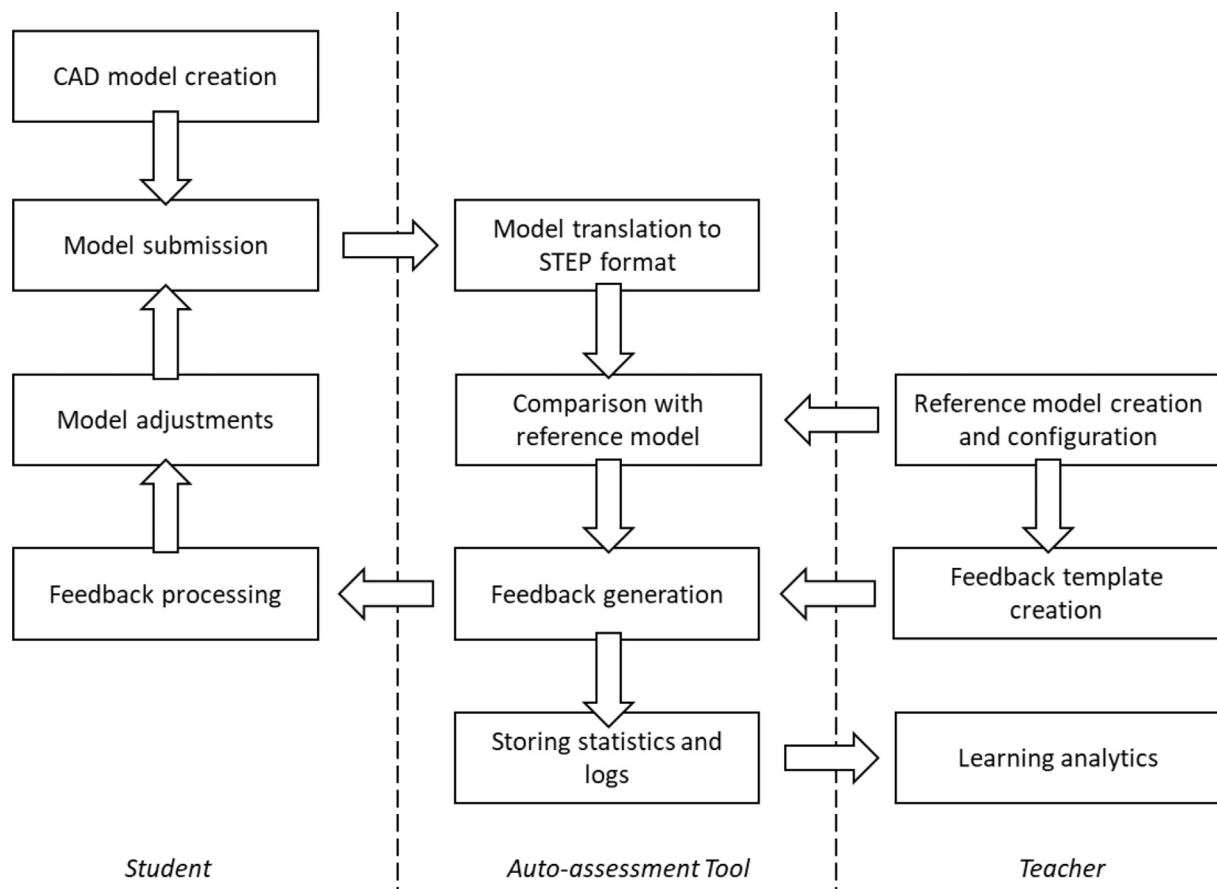 CAD model creation
Model submission
Model adjustments
Feedback processing
Model translation to
STEP format
Comparison with
reference model
Feedback generation
Storing statistics and
logs
Reference model creation
and configuration
Feedback template
creation
Learning analytics
Student
Auto-assessment Tool
Teacher